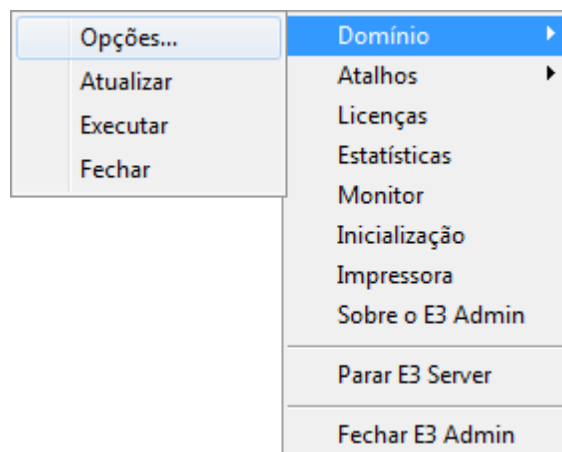 Opções...
Atualizar
Executar
Fechar
Domínio
Atalhos
Licenças
Estatísticas
Monitor
Inicialização
Impressora
Sobre o E3 Admin
Parar E3 Server
Fechar E3 Admin